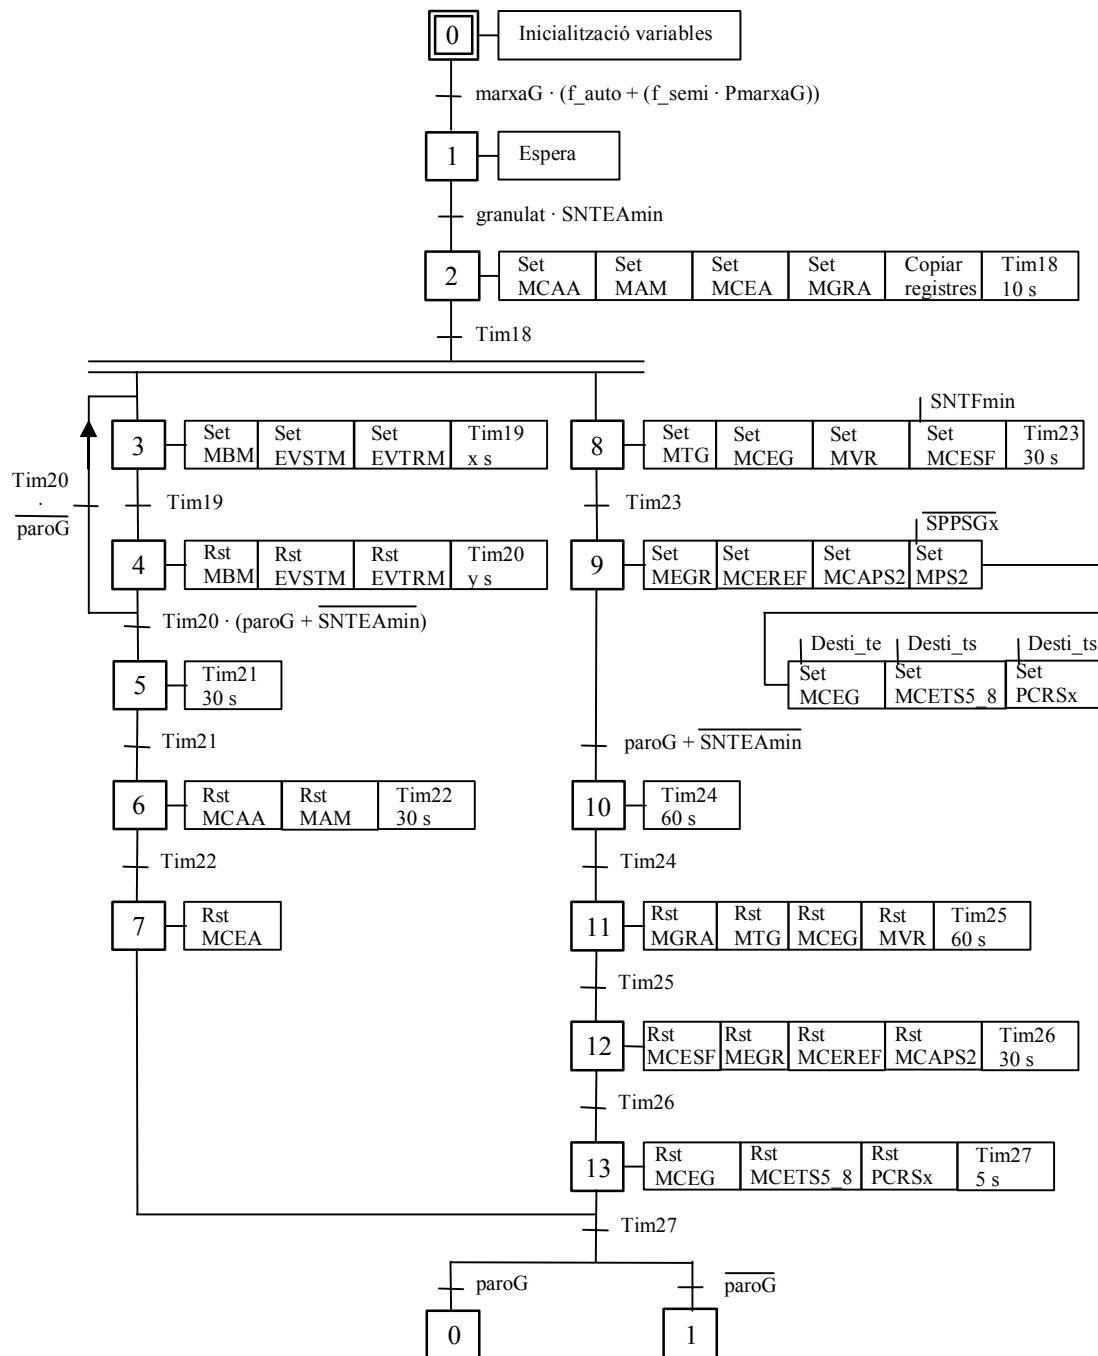 0
Inicialització variables
marxaG · (f_auto + (f_semi · PmarxaG))
1
Espera
granulat · SNTEAmin
2
Set MCAA
Set MAM
Set MCEA
Set MGRA
Copiar registres
Tim18 10 s
Tim18
3
Set MBM
Set EVSTM
Set EVTRM
Tim19 x s
Tim20 · p̅a̅r̅o̅G̅
Tim19
4
Rst MBM
Rst EVSTM
Rst EVTRM
Tim20 y s
Tim20 · (paroG + S̅N̅T̅E̅A̅m̅i̅n̅)
5
Tim21 30 s
Tim21
6
Rst MCAA
Rst MAM
Tim22 30 s
Tim22
7
Rst MCEA
SNTFmin
8
Set MTG
Set MCEG
Set MVR
Set MCESF
Tim23 30 s
Tim23
S̅P̅P̅S̅G̅x̅
9
Set MEGR
Set MCEREF
Set MCAPS2
Set MPS2
Desti_te
Desti_ts
Desti_ts
Set MCEG
Set MCETS5_8
Set PCRSx
paroG + S̅N̅T̅E̅A̅m̅i̅n̅
10
Tim24 60 s
Tim24
11
Rst MGRA
Rst MTG
Rst MCEG
Rst MVR
Tim25 60 s
Tim25
12
Rst MCESF
Rst MEGR
Rst MCEREF
Rst MCAPS2
Tim26 30 s
Tim26
13
Rst MCEG
Rst MCETS5_8
Rst PCRSx
Tim27 5 s
Tim27
paroG
p̅a̅r̅o̅G̅
0
1